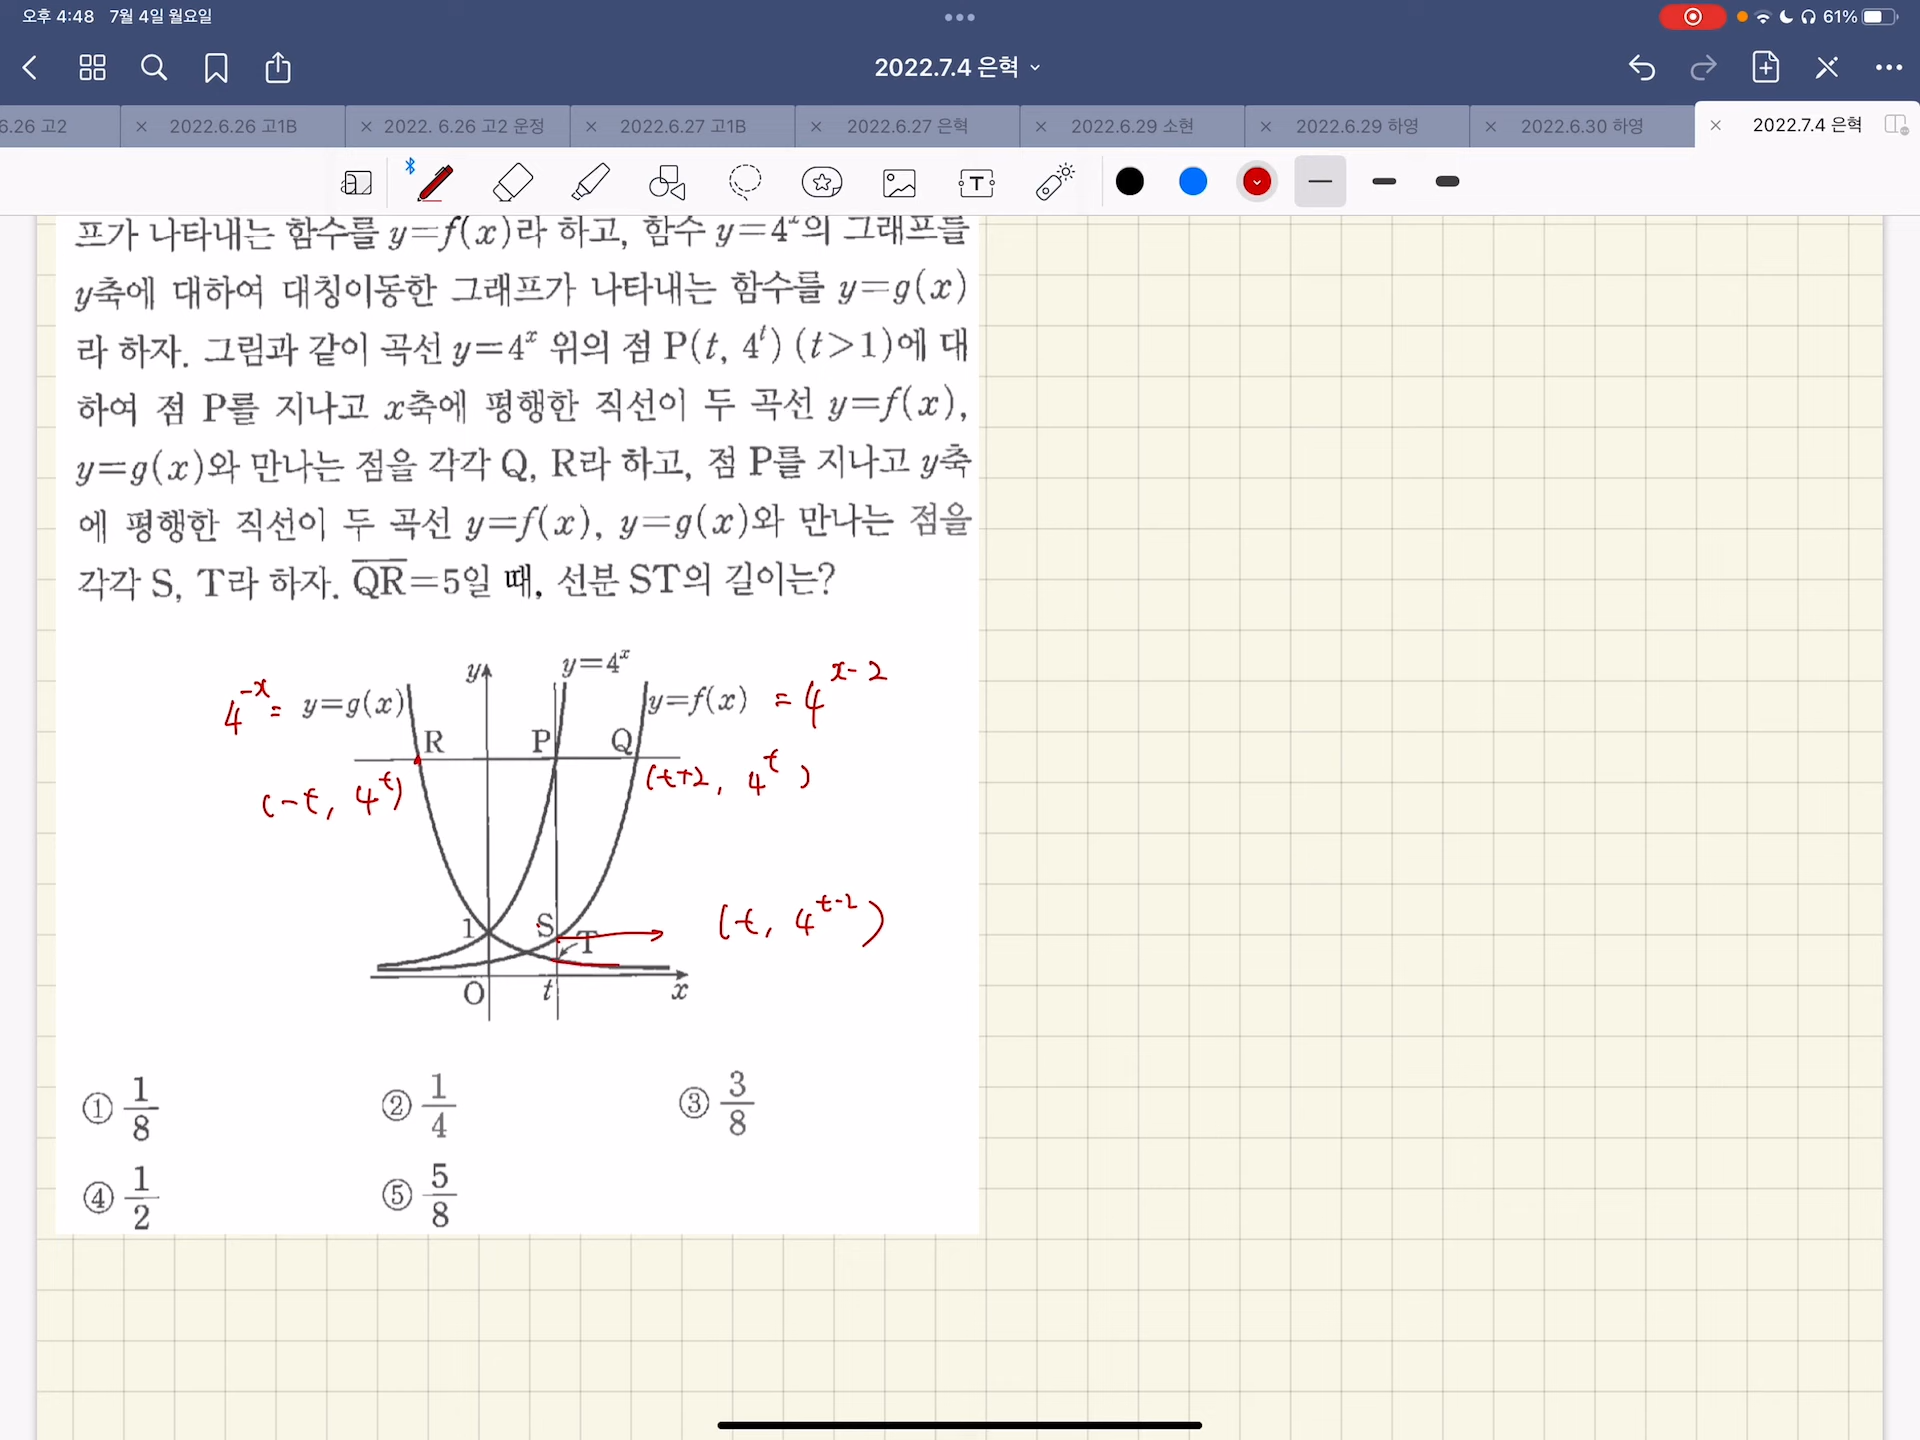 오후 4:48 7월 4일 월요일
61%
2022.7.4 은혁
6.26 고2
2022.6.26 고1B
2022. 6.26 고2 운정
2022.6.27 고1B
2022.6.27 은혁
2022.6.29 소현
2022.6.29 하영
2022.6.30 하영
2022.7.4 은혁
프가 나타내는 함수를 y=f(x)라 하고, 함수 y=4^x의 그래프를
y축에 대하여 대칭이동한 그래프가 나타내는 함수를 y=g(x)
라 하자. 그림과 같이 곡선 y=4^x 위의 점 P(t, 4^t) (t>1)에 대
하여 점 P를 지나고 x축에 평행한 직선이 두 곡선 y=f(x),
y=g(x)와 만나는 점을 각각 Q, R라 하고, 점 P를 지나고 y축
에 평행한 직선이 두 곡선 y=f(x), y=g(x)와 만나는 점을
각각 S, T라 하자. \overline{QR}=5일 때, 선분 ST의 길이는?
y y=4^x
4^{-x} = y=g(x) y=f(x) = 4^{x-2}
R P Q
(-t, 4^t) (t+2, 4^t)
1 S T (t, 4^{t-2})
O t x
① 1/8 ② 1/4 ③ 3/8
④ 1/2 ⑤ 5/8